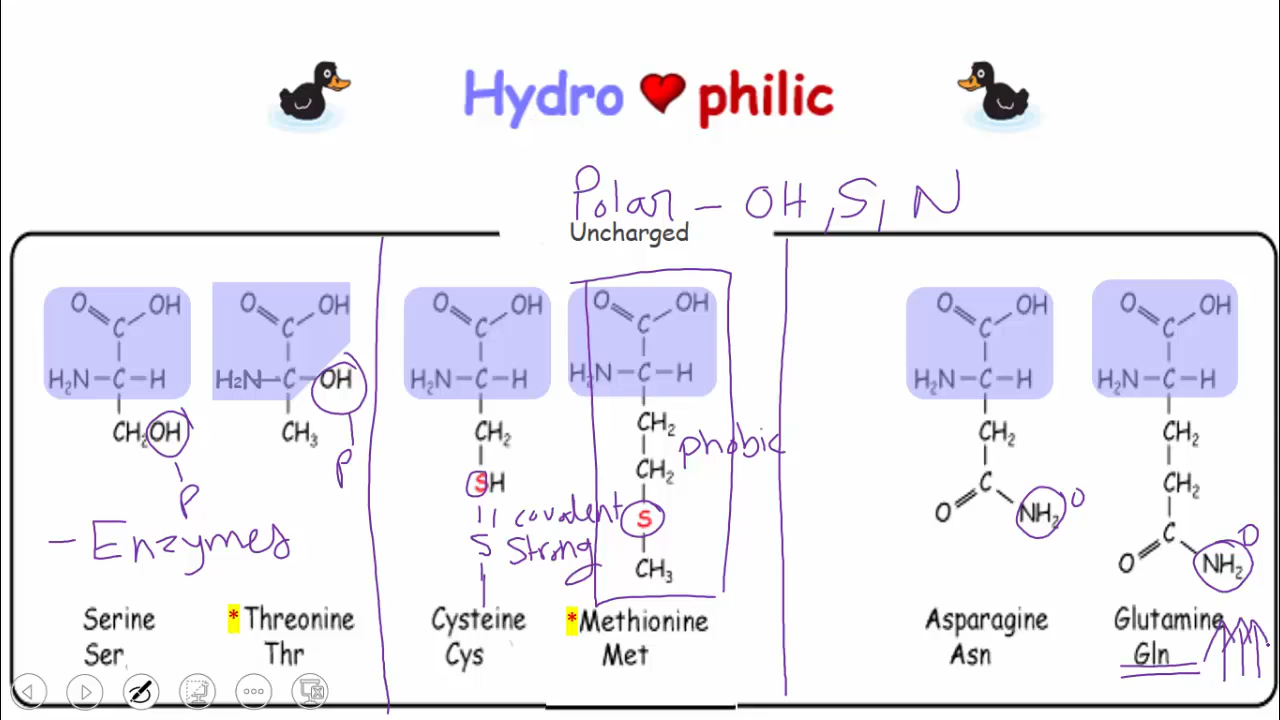 Hydro philic
Polar - OH, S, N
Uncharged
O OH O OH O OH O OH O OH O OH
C C C C C C
H₂N-C-H H₂N-C-OH H₂N-C-H H₂N-C-H H₂N-C-H H₂N-C-H
CH₂OH CH₃ CH₂ CH₂ CH₂ CH₂
P P SH CH₂ phobic C CH₂
S covalent S O NH₂ O C
- Enzymes Strong CH₃ O NH₂ O
Serine *Threonine Cysteine *Methionine Asparagine Glutamine
Ser Thr Cys Met Asn Gln